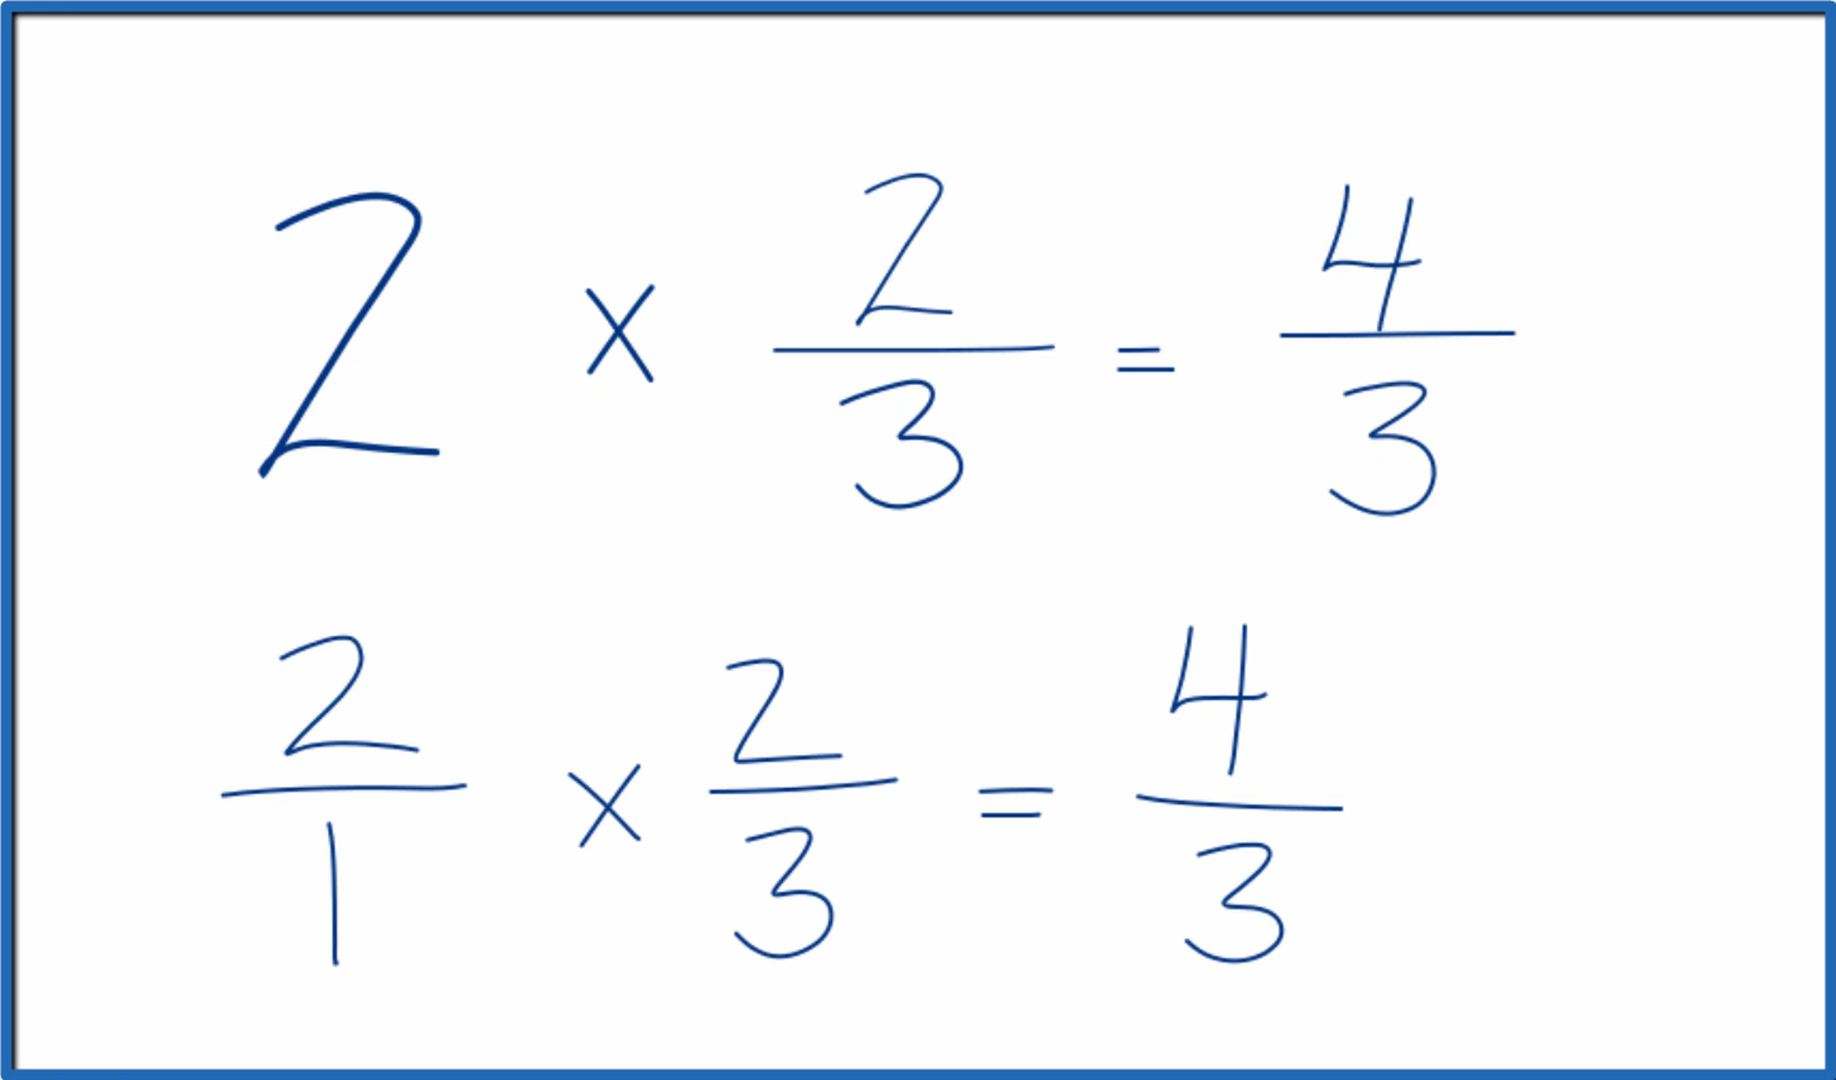 2 × 2/3 = 4/3
2/1 × 2/3 = 4/3